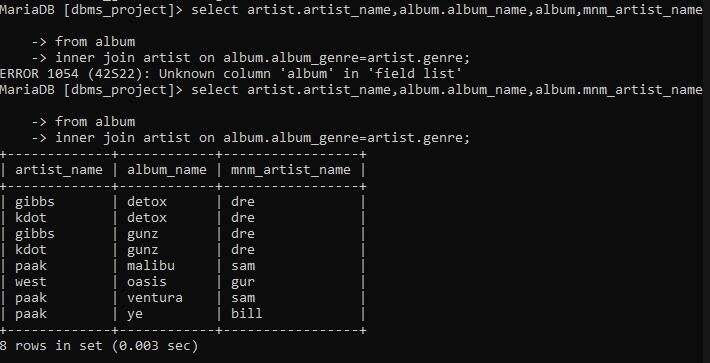 MariaDB [dbms_project]> select artist.artist_name,album.album_name,album,mnm_artist_name
    -> from album
    -> inner join artist on album.album_genre=artist.genre;
ERROR 1054 (42S22): Unknown column 'album' in 'field list'
MariaDB [dbms_project]> select artist.artist_name,album.album_name,album.mnm_artist_name
    -> from album
    -> inner join artist on album.album_genre=artist.genre;
+-------------+------------+-----------------+
| artist_name | album_name | mnm_artist_name |
+-------------+------------+-----------------+
| gibbs       | detox      | dre             |
| kdot        | detox      | dre             |
| gibbs       | gunz       | dre             |
| kdot        | gunz       | dre             |
| paak        | malibu     | sam             |
| west        | oasis      | gur             |
| paak        | ventura    | sam             |
| paak        | ye         | bill            |
+-------------+------------+-----------------+
8 rows in set (0.003 sec)